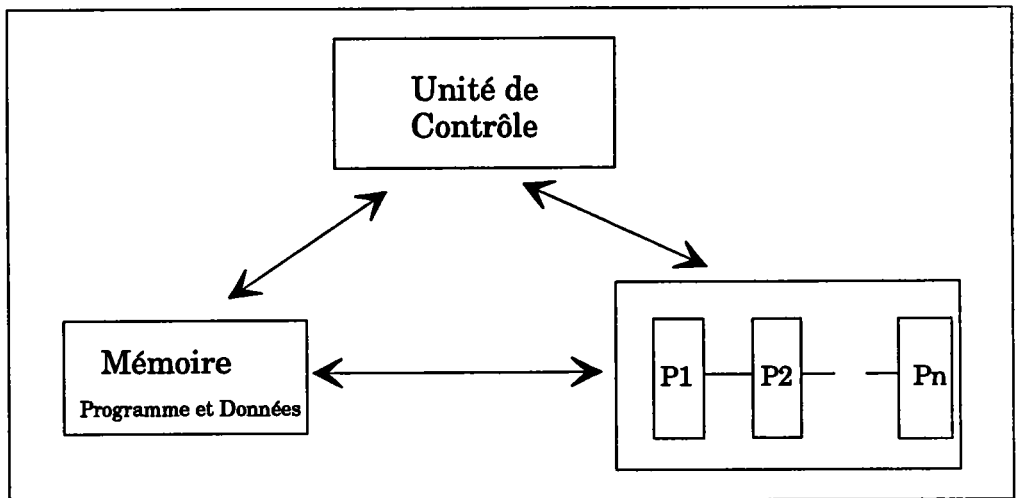 Unité de
Contrôle
Mémoire
Programme et Données
P1 P2 Pn